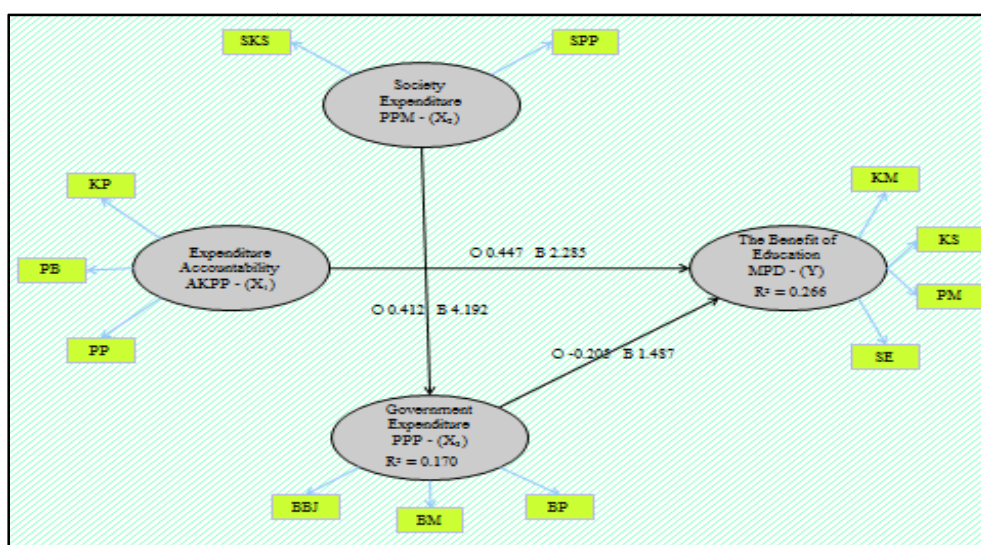 SKS
SPP
Society
Expenditure
PPM - (X₂)
KP
PB
PP
Expenditure
Accountability
AKPP - (X₁)
O 0.447 B 2.285
O 0.412 B 4.192
O -0.205 B 1.487
The Benefit of
Education
MPD - (Y)
R² = 0.266
KM
KS
PM
SE
Government
Expenditure
PPP -
R² = 0.170
BBJ
BM
BP